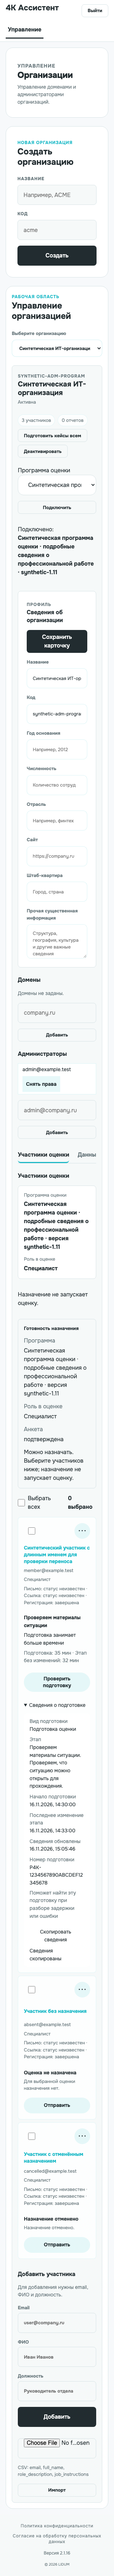 4K Ассистент
Выйти
Управление
УПРАВЛЕНИЕ
Организации
Управление доменами и
администраторами
организаций.
НОВАЯ ОРГАНИЗАЦИЯ
Создать
организацию
НАЗВАНИЕ
Например, ACME
КОД
acme
Создать
РАБОЧАЯ ОБЛАСТЬ
Управление
организацией
Выберите организацию
Синтетическая ИТ-организаци
SYNTHETIC-ADM-PROGRAM
Синтетическая ИТ-
организация
Активна
3 участников
0 отчетов
Подготовить кейсы всем
Деактивировать
Программа оценки
Синтетическая прог
Подключить
Подключено:
Синтетическая программа
оценки · подробные
сведения о
профессиональной работе
· synthetic-1.11
ПРОФИЛЬ
Сведения об
организации
Сохранить
карточку
Название
Синтетическая ИТ-ор
Код
synthetic-adm-progra
Год основания
Например, 2012
Численность
Количество сотруд
Отрасль
Например, финтех
Сайт
https://company.ru
Штаб-квартира
Город, страна
Прочая существенная
информация
Структура,
география, культура
и другие важные
сведения
Домены
Домены не заданы.
company.ru
Добавить
Администраторы
admin@example.test
Снять права
admin@company.ru
Добавить
Участники оценки
Данны
Участники оценки
Программа оценки
Синтетическая
программа оценки ·
подробные сведения о
профессиональной
работе · версия
synthetic-1.11
Роль в оценке
Специалист
Назначение не запускает
оценку.
Готовность назначения
Программа
Синтетическая
программа оценки ·
подробные сведения о
профессиональной
работе · версия
synthetic-1.11
Роль в оценке
Специалист
Анкета
подтверждена
Можно назначать.
Выберите участников
ниже; назначение не
запускает оценку.
Выбрать
всех
0
выбрано
Синтетический участник с
длинным именем для
проверки переноса
member@example.test
Специалист
Письмо: статус неизвестен ·
Ссылка: статус неизвестен ·
Регистрация: завершена
Проверяем материалы
ситуации
Подготовка занимает
больше времени
Подготовка: 35 мин · Этап
без изменений: 32 мин
Проверить
подготовку
▼ Сведения о подготовке
Вид подготовки
Подготовка оценки
Этап
Проверяем
материалы ситуации.
Проверяем, что
ситуацию можно
открыть для
прохождения.
Начало подготовки
16.11.2026, 14:30:00
Последнее изменение
этапа
16.11.2026, 14:33:00
Сведения обновлены
16.11.2026, 15:05:46
Номер подготовки
P4K-
1234567890ABCDEF12
345678
Поможет найти эту
подготовку при
разборе задержки
или ошибки
Скопировать
сведения
Сведения
скопированы
Участник без назначения
absent@example.test
Специалист
Письмо: статус неизвестен ·
Ссылка: статус неизвестен ·
Регистрация: завершена
Оценка не назначена
Для выбранной оценки
назначения нет.
Отправить
Участник с отменённым
назначением
cancelled@example.test
Специалист
Письмо: статус неизвестен ·
Ссылка: статус неизвестен ·
Регистрация: завершена
Назначение отменено
Назначение отменено.
Отправить
Добавить участника
Для добавления нужны email,
ФИО и должность.
Email
user@company.ru
ФИО
Иван Иванов
Должность
Руководитель отдела
Добавить
Choose File
No f...osen
CSV: email, full_name,
role_description, job_instructions
Импорт
Политика конфиденциальности
Согласие на обработку персональных
данных
Версия 2.1.16